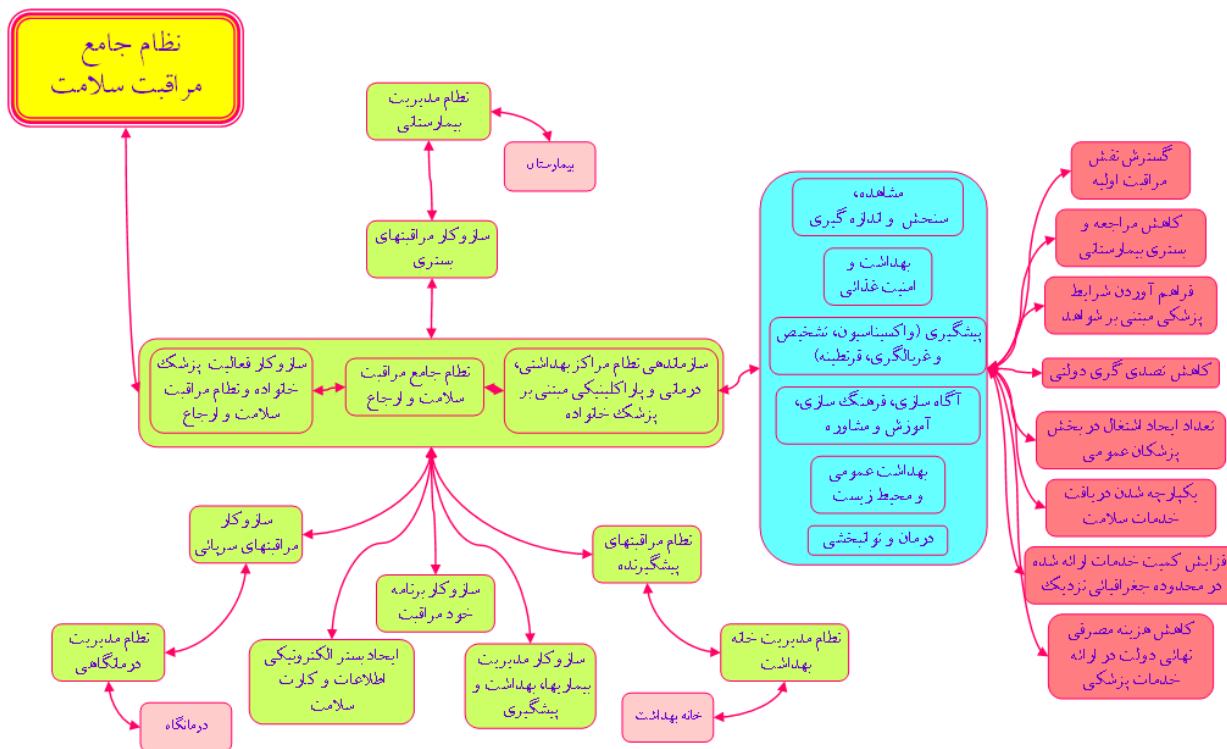 نظام جامع
مراقبت سلامت
نظام مدیریت
بیمارستانی
بیمارستان
سازوکار مراقبتهای
بستری
سازماندهی نظام مراکز بهداشتی،
درمانی و پاراکلینیکی مبتنی بر
پزشک خانواده
نظام جامع مراقبت
سلامت و ارجاع
سازوکار فعالیت پزشک
خانواده و نظام مراقبت
سلامت و ارجاع
مشاهده،
سنجش و اندازه گیری
بهداشت و
امنیت غذائی
پیشگیری (واکسیناسیون، تشخیص
و غربالگری، قرنطینه)
آگاه سازی، فرهنگ سازی،
آموزش و مشاوره
بهداشت عمومی
و محیط زیست
درمان و توانبخشی
گسترش نقش
مراقبت اولیه
کاهش مراجعه و
بستری بیمارستانی
فراهم آوردن شرایط
پزشکی مبتنی بر شواهد
کاهش تصدی گری دولتی
تعداد ایجاد اشتغال در بخش
پزشکان عمومی
یکپارچه شدن دریافت
خدمات سلامت
فزایش کمیت خدمات ارائه شده
در محدوده جغرافیائی نزدیک
کاهش هزینه مصرفی
نهائی دولت در ارائه
خدمات پزشکی
نظام مراقبتهای
پیشگیرنده
نظام مدیریت خانه
بهداشت
خانه بهداشت
سازوکار مدیریت
بیماریها، بهداشت و
پیشگیری
سازوکار برنامه
خود مراقبت
ایجاد بستر الکترونیکی
اطلاعات و کارت
سلامت
سازوکار
مراقبتهای سرپائی
نظام مدیریت
درمانگاهی
درمانگاه